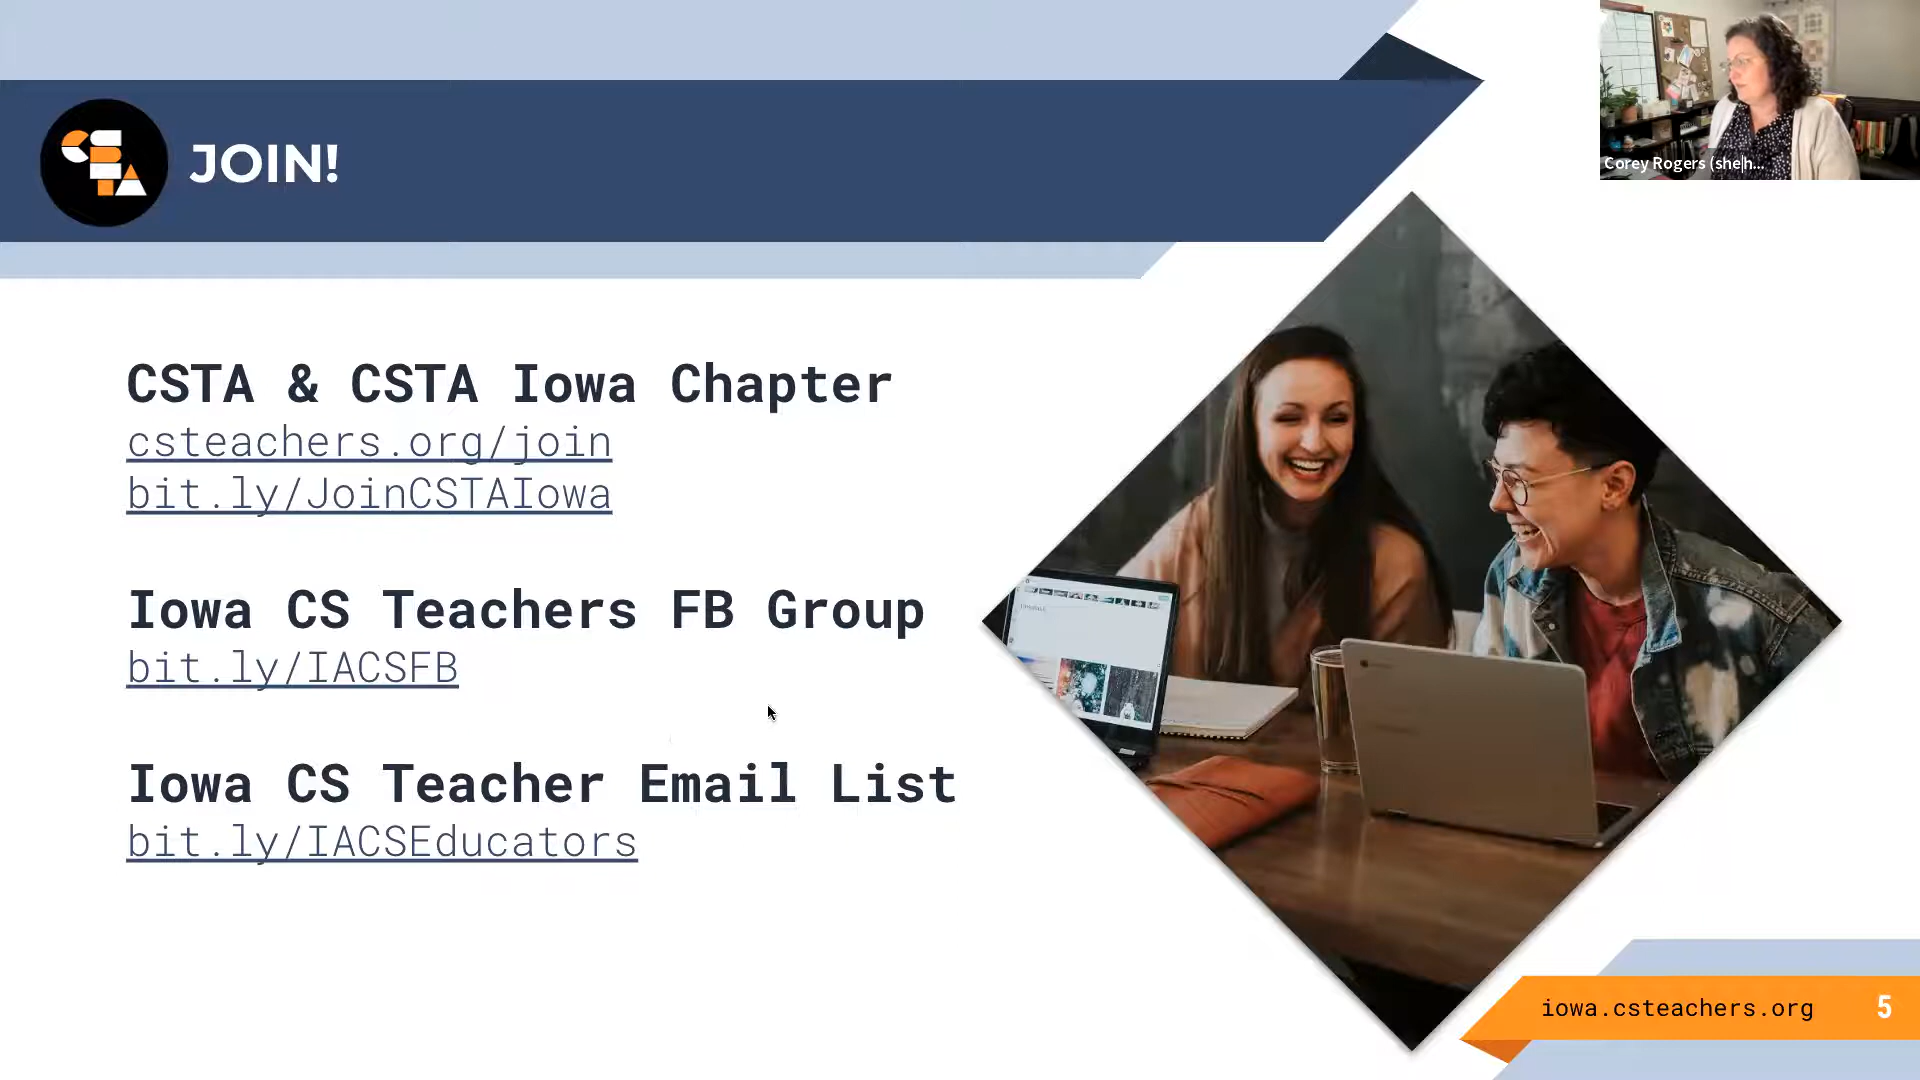 CSTA
JOIN!
Corey Rogers (she|h...
CSTA & CSTA Iowa Chapter
csteachers.org/join
bit.ly/JoinCSTAIowa
Iowa CS Teachers FB Group
bit.ly/IACSFB
Iowa CS Teacher Email List
bit.ly/IACSEducators
iowa.csteachers.org
5